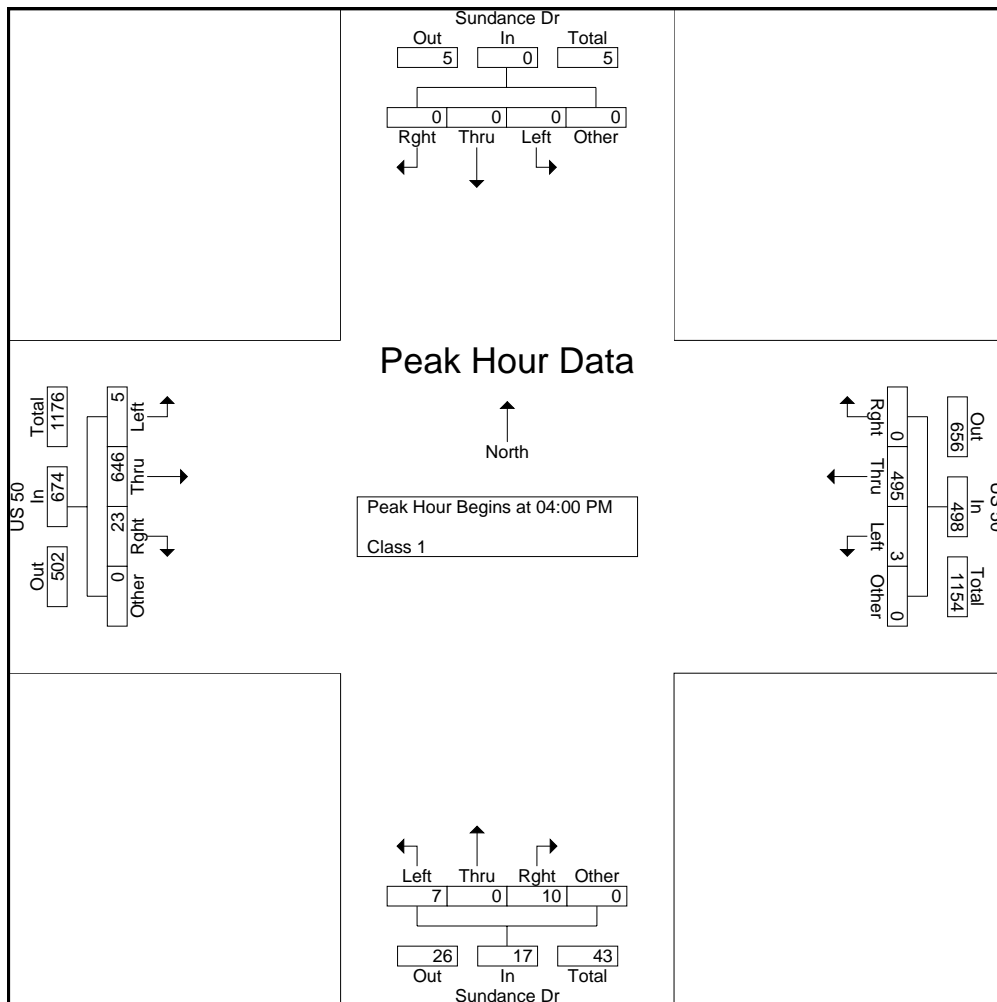 Sundance Dr
Out In Total
5 0 5
0 0 0 0
Rght Thru Left Other
Peak Hour Data
North
Peak Hour Begins at 04:00 PM
Class 1
US 50
Out In Total
502 674 1176
Left Thru Rght Other
5 646 23 0
Out In Total
656 498 1154
Rght Thru Left Other
0 495 3 0
Left Thru Rght Other
7 0 10 0
26 17 43
Out In Total
Sundance Dr